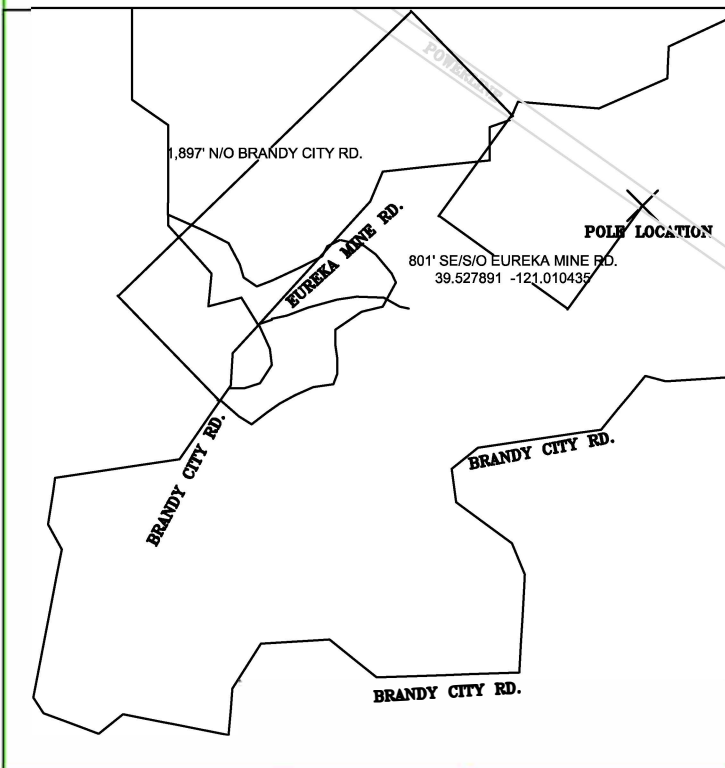 POWERLINE
1,897' N/O BRANDY CITY RD.
EUREKA MINE RD.
POLE LOCATION
801' SE/S/O EUREKA MINE RD.
39.527891 -121.010435
BRANDY CITY RD.
BRANDY CITY RD.
BRANDY CITY RD.